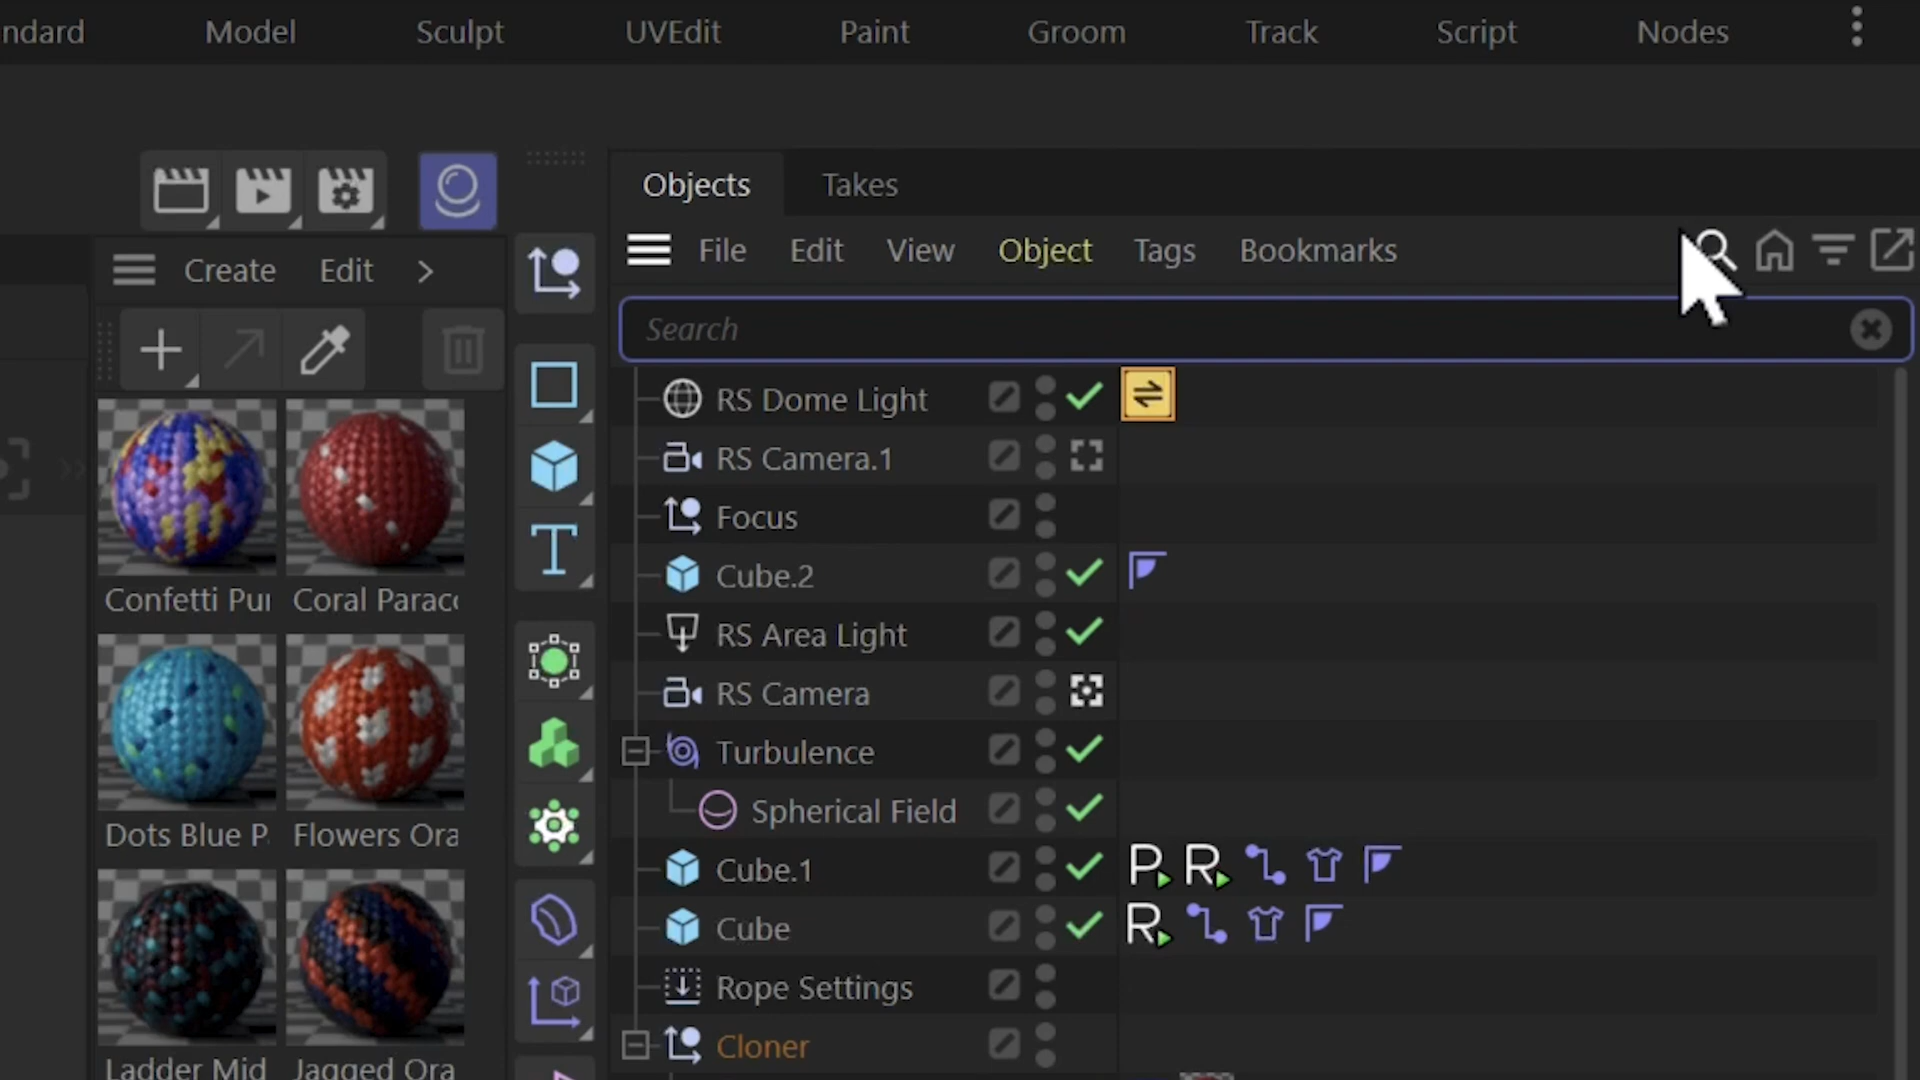 ndard Model Sculpt UVEdit Paint Groom Track Script Nodes
Objects Takes
File Edit View Object Tags Bookmarks
Create Edit
Search
RS Dome Light
RS Camera.1
Focus
Cube.2
RS Area Light
RS Camera
Turbulence
Spherical Field
Cube.1
P R
Cube
R
Rope Settings
Cloner
Confetti Pur Coral Paraco
Dots Blue P. Flowers Ora
Ladder Mid Jagged Ora